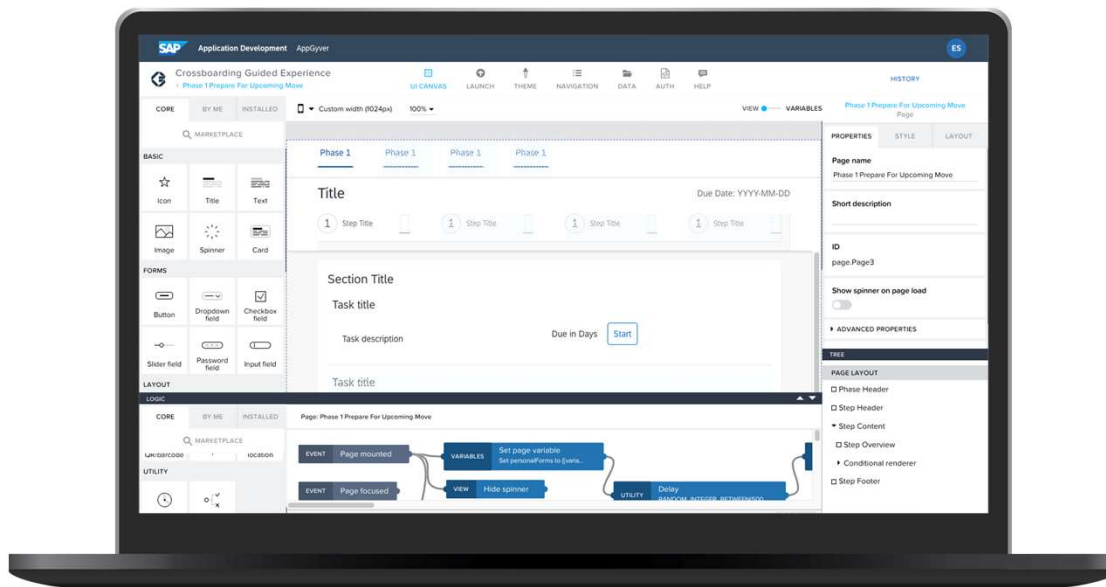 SAP Application Development AppGyver ES
Crossboarding Guided Experience
› Phase 1 Prepare For Upcoming Move
UI CANVAS LAUNCH THEME NAVIGATION DATA AUTH HELP
HISTORY
CORE BY ME INSTALLED
Custom width (1024px) 100%
VIEW VARIABLES
Phase 1 Prepare For Upcoming Move
Page
MARKETPLACE
PROPERTIES STYLE LAYOUT
BASIC
Icon Title Text
Image Spinner Card
FORMS
Button Dropdown field Checkbox field
Slider field Password field Input field
LAYOUT
Phase 1 Phase 1 Phase 1 Phase 1
Title Due Date: YYYY-MM-DD
1 Step Title 1 Step Title 1 Step Title 1 Step Title
Section Title
Task title
Task description Due in Days Start
Task title
Page name
Phase 1 Prepare For Upcoming Move
Short description
ID
page.Page3
Show spinner on page load
ADVANCED PROPERTIES
TREE
PAGE LAYOUT
Phase Header
Step Header
Step Content
Step Overview
Conditional renderer
Step Footer
LOGIC
CORE BY ME INSTALLED
Page: Phase 1 Prepare For Upcoming Move
MARKETPLACE
location
UTILITY
EVENT Page mounted
VARIABLES Set page variable
Set personalForms to [{varia...
EVENT Page focused
VIEW Hide spinner
UTILITY Delay